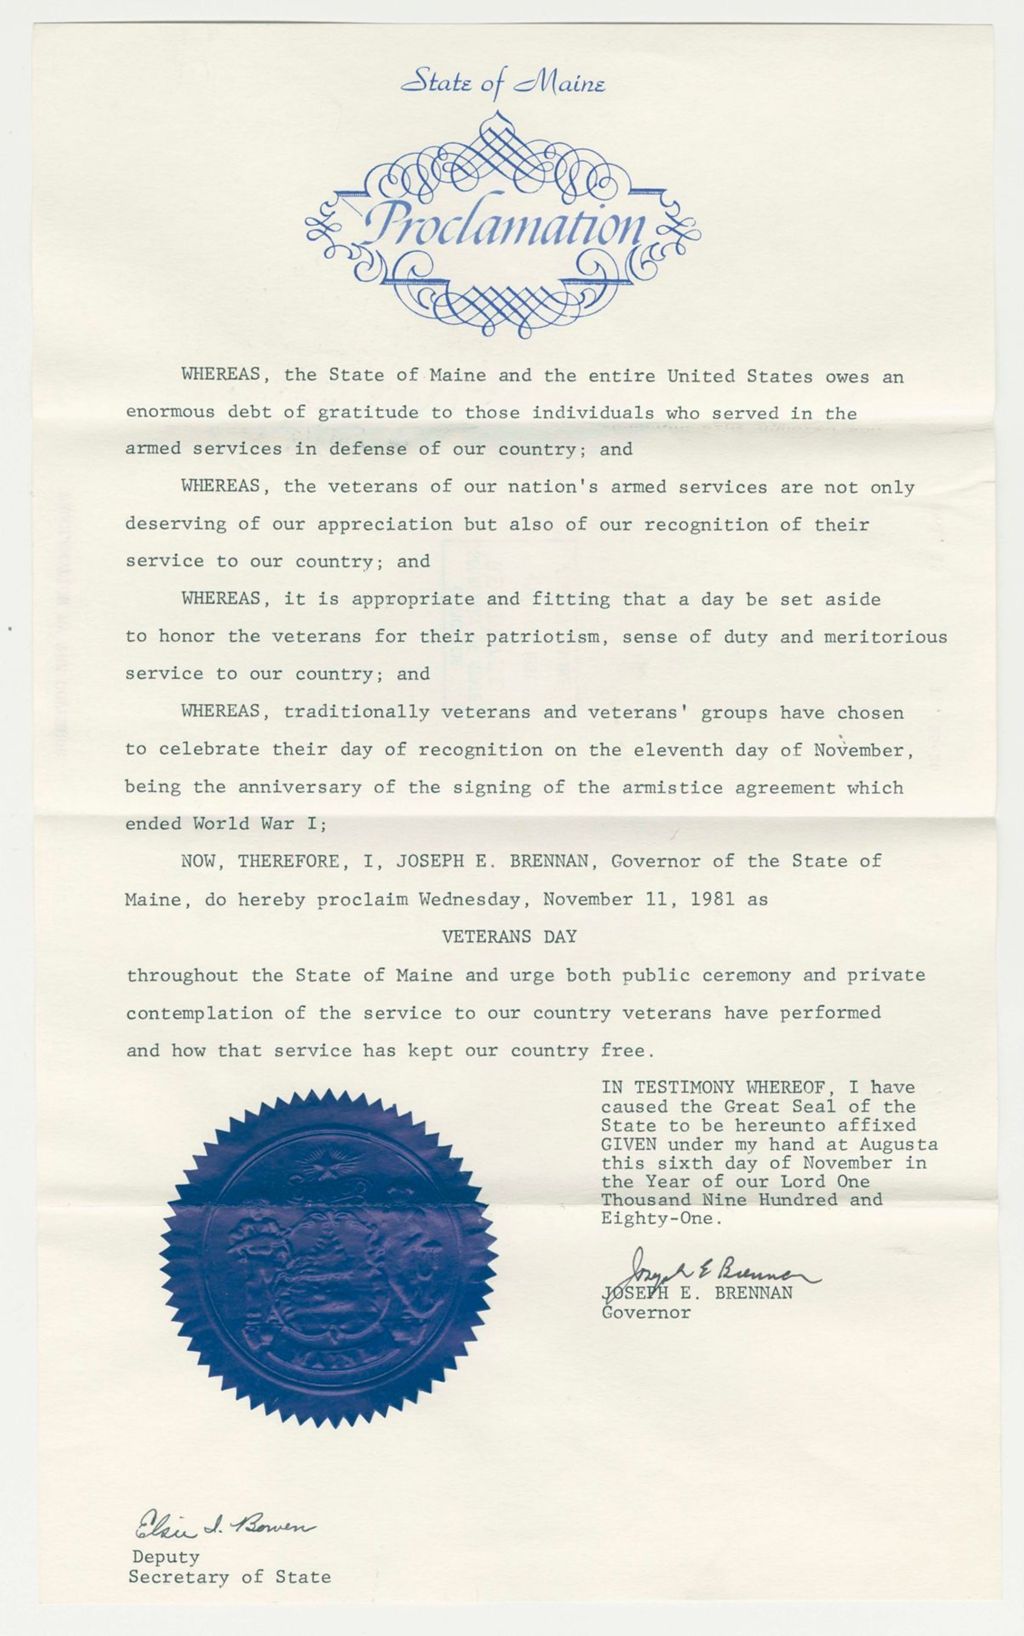 State of Maine
Proclamation
WHEREAS, the State of Maine and the entire United States owes an
enormous debt of gratitude to those individuals who served in the
armed services in defense of our country; and
WHEREAS, the veterans of our nation's armed services are not only
deserving of our appreciation but also of our recognition of their
service to our country; and
WHEREAS, it is appropriate and fitting that a day be set aside
to honor the veterans for their patriotism, sense of duty and meritorious
service to our country; and
WHEREAS, traditionally veterans and veterans' groups have chosen
to celebrate their day of recognition on the eleventh day of November,
being the anniversary of the signing of the armistice agreement which
ended World War I;
NOW, THEREFORE, I, JOSEPH E. BRENNAN, Governor of the State of
Maine, do hereby proclaim Wednesday, November 11, 1981 as
VETERANS DAY
throughout the State of Maine and urge both public ceremony and private
contemplation of the service to our country veterans have performed
and how that service has kept our country free.
IN TESTIMONY WHEREOF, I have
caused the Great Seal of the
State to be hereunto affixed
GIVEN under my hand at Augusta
this sixth day of November in
the Year of our Lord One
Thousand Nine Hundred and
Eighty-One.
Joseph E Brennan
JOSEPH E. BRENNAN
Governor
Elsie I. Bowen
Deputy
Secretary of State